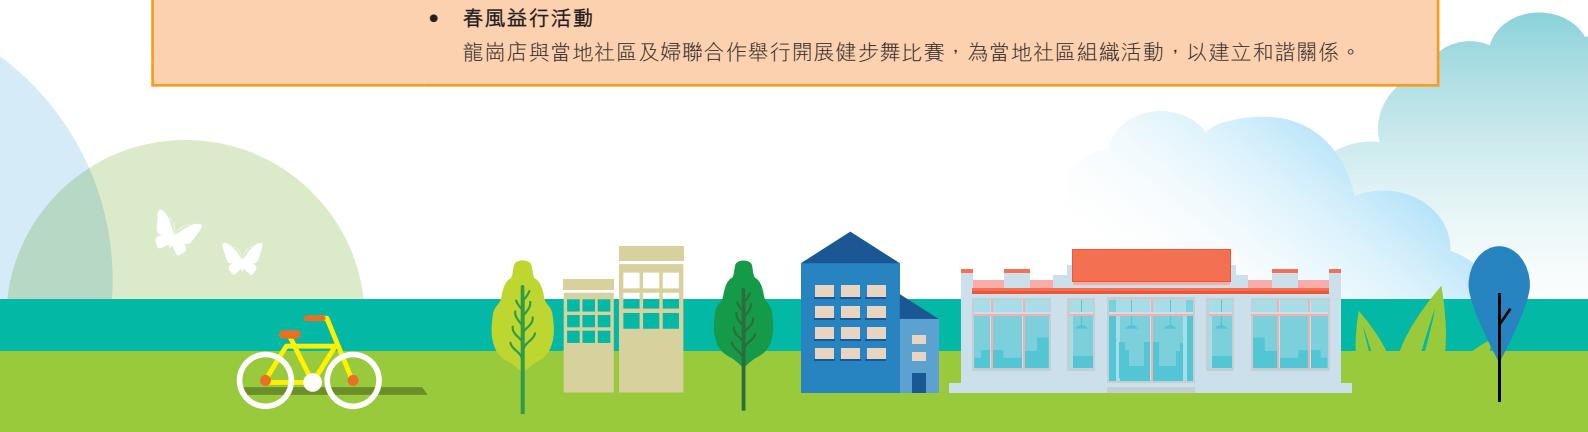 • 春風益行活動
龍崗店與當地社區及婦聯合作舉行開展健步舞比賽，為當地社區組織活動，以建立和諧關係。